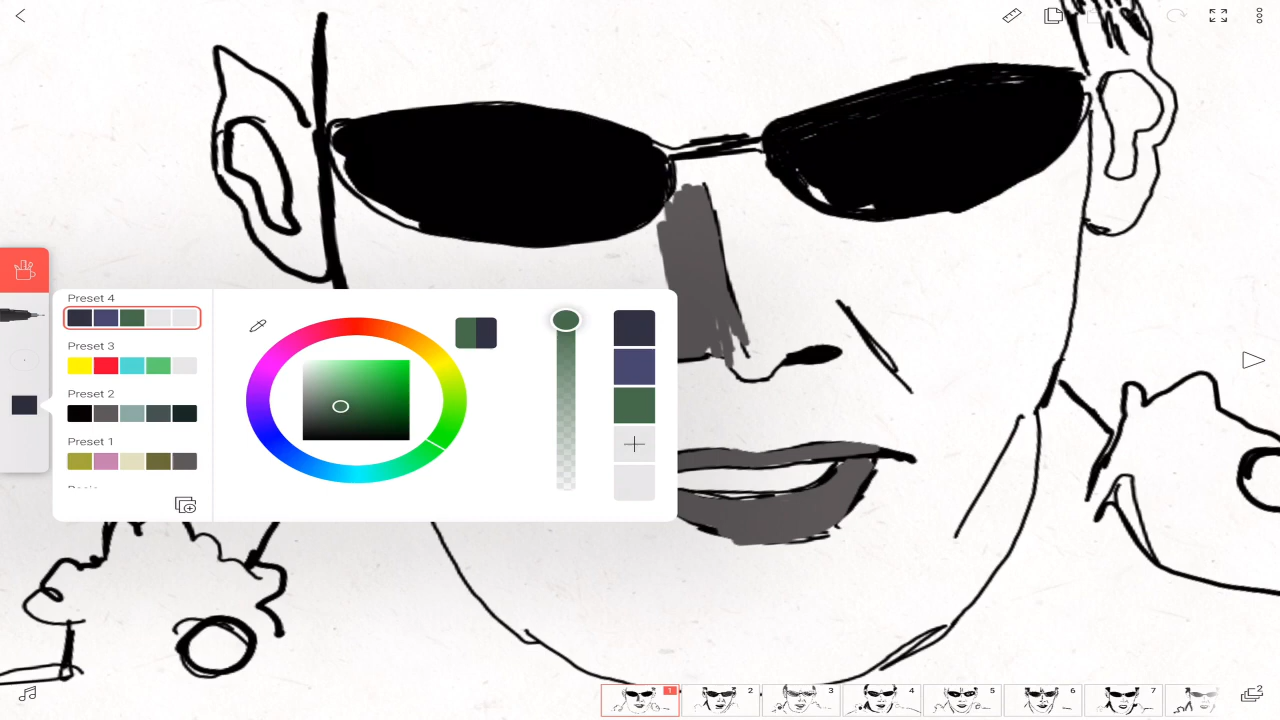 Preset 4
Preset 3
Preset 2
Preset 1
1 2 3 4 5 6 7
2